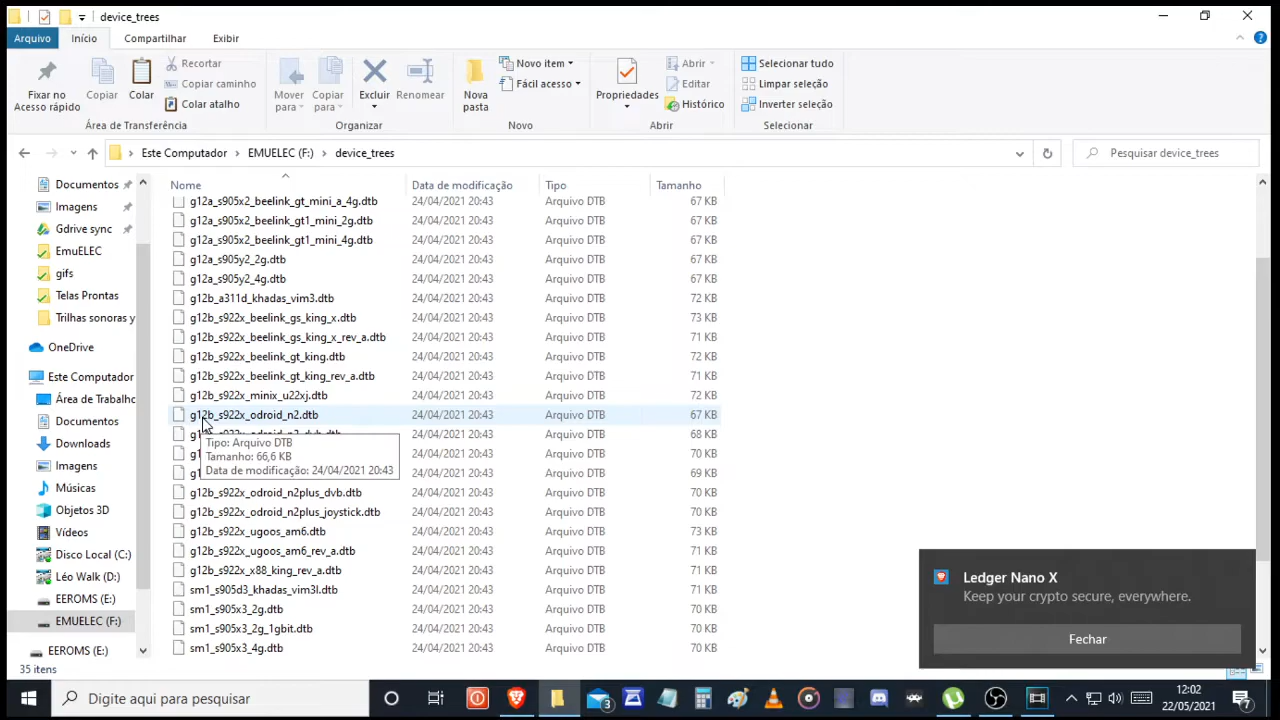 device_trees
Arquivo Início Compartilhar Exibir
Fixar no Acesso rápido
Copiar
Colar
Recortar
Copiar caminho
Colar atalho
Área de Transferência
Mover para
Copiar para
Excluir
Renomear
Organizar
Nova pasta
Novo item
Fácil acesso
Novo
Propriedades
Abrir
Editar
Histórico
Abrir
Selecionar tudo
Limpar seleção
Inverter seleção
Selecionar
Este Computador EMUELEC (F:) device_trees
Pesquisar device_trees
Documentos
Imagens
Gdrive sync
EmuELEC
gifs
Telas Prontas
Trilhas sonoras y
OneDrive
Este Computador
Área de Trabalho
Documentos
Downloads
Imagens
Músicas
Objetos 3D
Vídeos
Disco Local (C:)
Léo Walk (D:)
EEROMS (E:)
EMUELEC (F:)
EEROMS (E:)
Nome Data de modificação Tipo Tamanho
g12a_s905x2_beelink_gt_mini_a_4g.dtb 24/04/2021 20:43 Arquivo DTB 67 KB
g12a_s905x2_beelink_gt1_mini_2g.dtb 24/04/2021 20:43 Arquivo DTB 67 KB
g12a_s905x2_beelink_gt1_mini_4g.dtb 24/04/2021 20:43 Arquivo DTB 67 KB
g12a_s905y2_2g.dtb 24/04/2021 20:43 Arquivo DTB 67 KB
g12a_s905y2_4g.dtb 24/04/2021 20:43 Arquivo DTB 67 KB
g12b_a311d_khadas_vim3.dtb 24/04/2021 20:43 Arquivo DTB 72 KB
g12b_s922x_beelink_gs_king_x.dtb 24/04/2021 20:43 Arquivo DTB 73 KB
g12b_s922x_beelink_gs_king_x_rev_a.dtb 24/04/2021 20:43 Arquivo DTB 71 KB
g12b_s922x_beelink_gt_king.dtb 24/04/2021 20:43 Arquivo DTB 72 KB
g12b_s922x_beelink_gt_king_rev_a.dtb 24/04/2021 20:43 Arquivo DTB 71 KB
g12b_s922x_minix_u22xj.dtb 24/04/2021 20:43 Arquivo DTB 72 KB
g12b_s922x_odroid_n2.dtb 24/04/2021 20:43 Arquivo DTB 67 KB
24/04/2021 20:43 Arquivo DTB 68 KB
24/04/2021 20:43 Arquivo DTB 70 KB
24/04/2021 20:43 Arquivo DTB 69 KB
g12b_s922x_odroid_n2plus_dvb.dtb 24/04/2021 20:43 Arquivo DTB 70 KB
g12b_s922x_odroid_n2plus_joystick.dtb 24/04/2021 20:43 Arquivo DTB 70 KB
g12b_s922x_ugoos_am6.dtb 24/04/2021 20:43 Arquivo DTB 73 KB
g12b_s922x_ugoos_am6_rev_a.dtb 24/04/2021 20:43 Arquivo DTB 71 KB
g12b_s922x_x88_king_rev_a.dtb 24/04/2021 20:43 Arquivo DTB 71 KB
sm1_s905d3_khadas_vim3l.dtb 24/04/2021 20:43 Arquivo DTB 71 KB
sm1_s905x3_2g.dtb 24/04/2021 20:43 Arquivo DTB 70 KB
sm1_s905x3_2g_1gbit.dtb 24/04/2021 20:43 Arquivo DTB 70 KB
sm1_s905x3_4g.dtb 24/04/2021 20:43 Arquivo DTB 70 KB
Tipo: Arquivo DTB
Tamanho: 66,6 KB
Data de modificação: 24/04/2021 20:43
Ledger Nano X
Keep your crypto secure, everywhere.
Fechar
35 itens
Digite aqui para pesquisar
3
12:02
22/05/2021
7